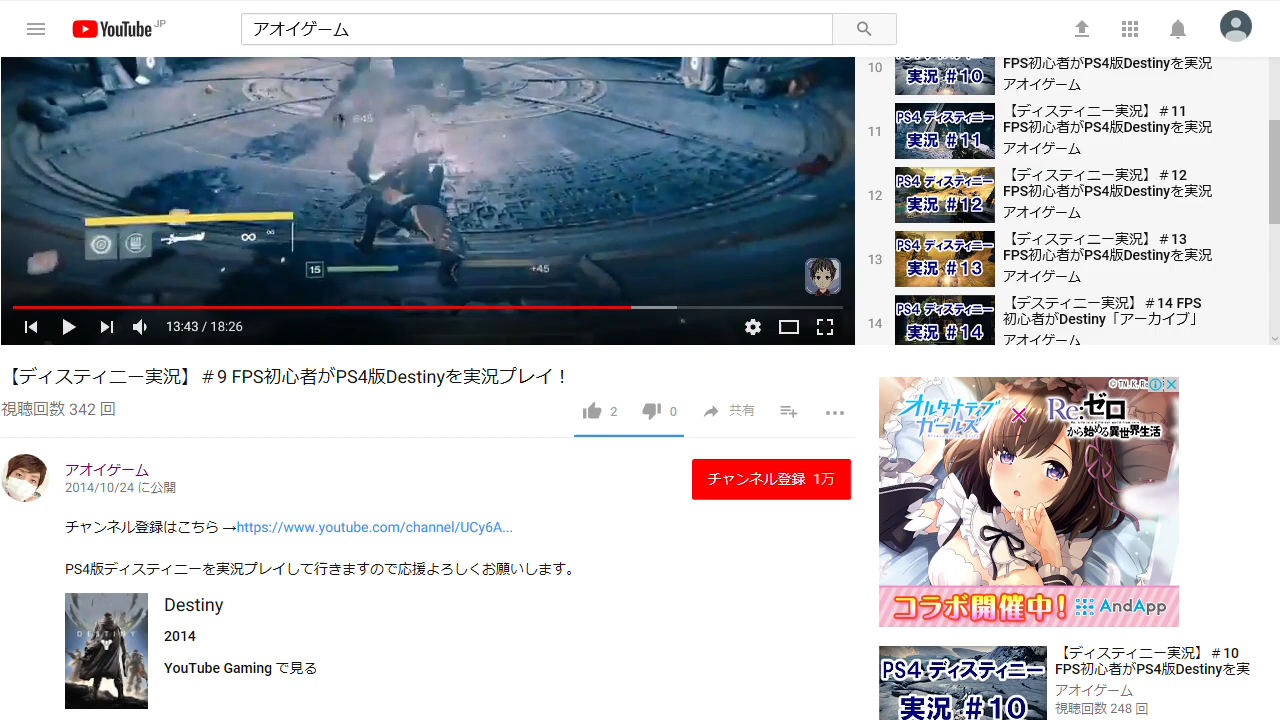 YouTube JP
アオイゲーム
10
実況 #10
FPS初心者がPS4版Destinyを実況
アオイゲーム
11
PS4 ディスティニー
実況 #11
【ディスティニー実況】＃11
FPS初心者がPS4版Destinyを実況
アオイゲーム
12
PS4 ディスティニー
実況 #12
【ディスティニー実況】＃12
FPS初心者がPS4版Destinyを実況
アオイゲーム
13
PS4 ディスティニー
実況 #13
【ディスティニー実況】＃13
FPS初心者がPS4版Destinyを実況
アオイゲーム
14
PS4 ディスティニー
実況 #14
【デスティニー実況】＃14 FPS
初心者がDestiny「アーカイブ」
アオイゲーム
+45
15
+45
13:43 / 18:26
【ディスティニー実況】＃9 FPS初心者がPS4版Destinyを実況プレイ！
視聴回数 342 回
2
0
共有
アオイゲーム
2014/10/24 に公開
チャンネル登録 1万
チャンネル登録はこちら →https://www.youtube.com/channel/UCy6A...
PS4版ディスティニーを実況プレイして行きますので応援よろしくお願いします。
DESTINY
Destiny
2014
YouTube Gaming で見る
オルタナティブ
ガールズ
×
Re:ゼロ
から始める異世界生活
コラボ開催中!
AndApp
PS4 ディスティニー
実況 #10
【ディスティニー実況】＃10
FPS初心者がPS4版Destinyを実
アオイゲーム
視聴回数 248 回